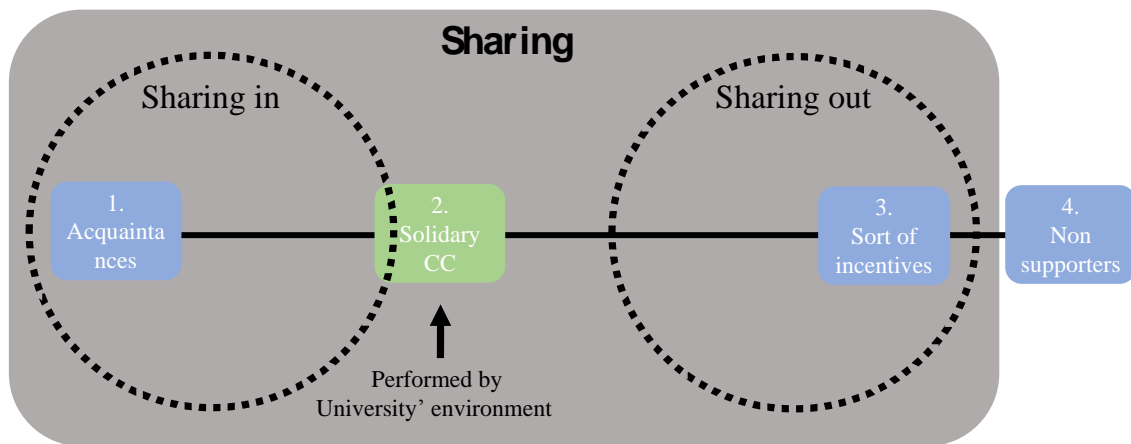 Sharing
Sharing in
Sharing out
1.
Acquainta
nces
2.
Solidary
CC
3.
Sort of
incentives
4.
Non
supporters
Performed by
University’ environment